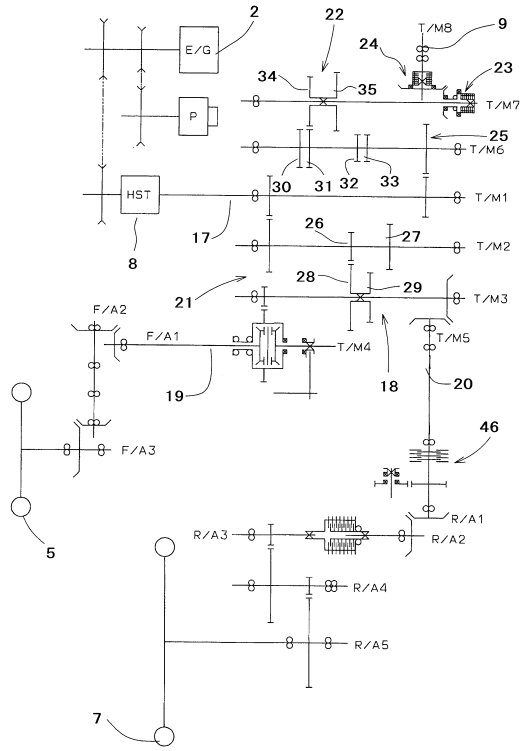 2
22
T/M8
9
E/G
24
23
34
35
P
T/M7
25
T/M6
30
31
32
33
HST
T/M1
17
8
26
27
T/M2
28
29
21
T/M3
F/A2
F/A1
T/M5
T/M4
18
19
20
5
F/A3
46
R/A1
R/A3
R/A2
R/A4
R/A5
7